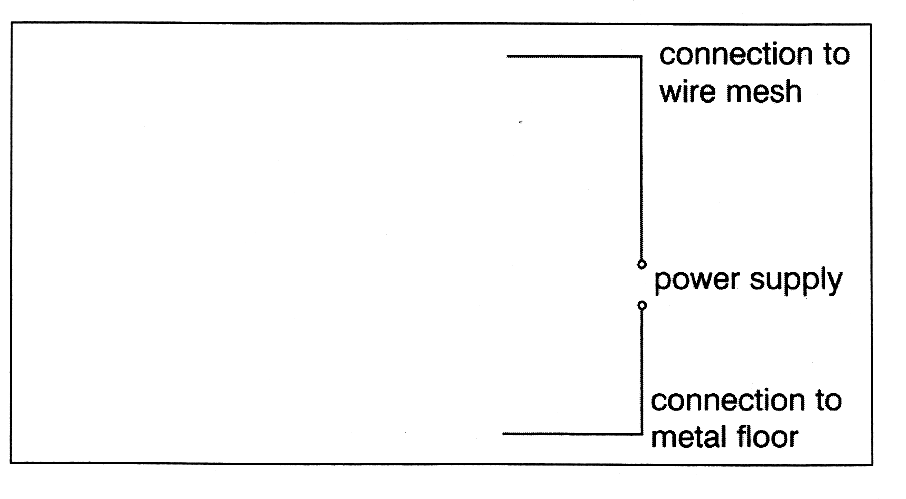 connection to
wire mesh
power supply
connection to
metal floor